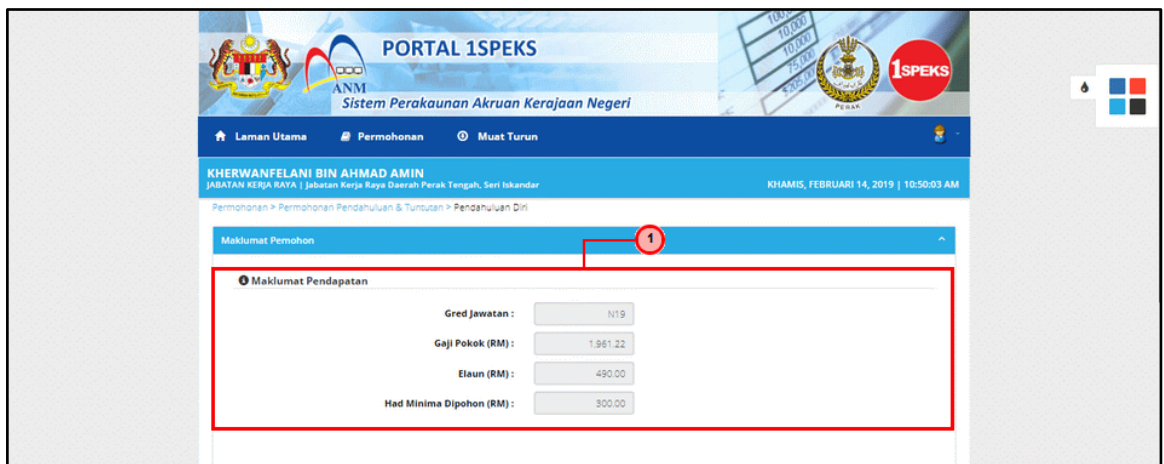 PORTAL 1SPEKS
ANM
Sistem Perakaunan Akruan Kerajaan Negeri
PERAK
1SPEKS
Laman Utama Permohonan Muat Turun
KHERWANFELANI BIN AHMAD AMIN
JABATAN KERJA RAYA | Jabatan Kerja Raya Daerah Perak Tengah, Seri Iskandar
KHAMIS, FEBRUARI 14, 2019 | 10:50:03 AM
Permohonan > Permohonan Pendahuluan & Tuntutan > Pendahuluan Diri
Maklumat Pemohon
1
Maklumat Pendapatan
Gred Jawatan : N19
Gaji Pokok (RM) : 1,961.22
Elaun (RM) : 490.00
Had Minima Dipohon (RM) : 300.00